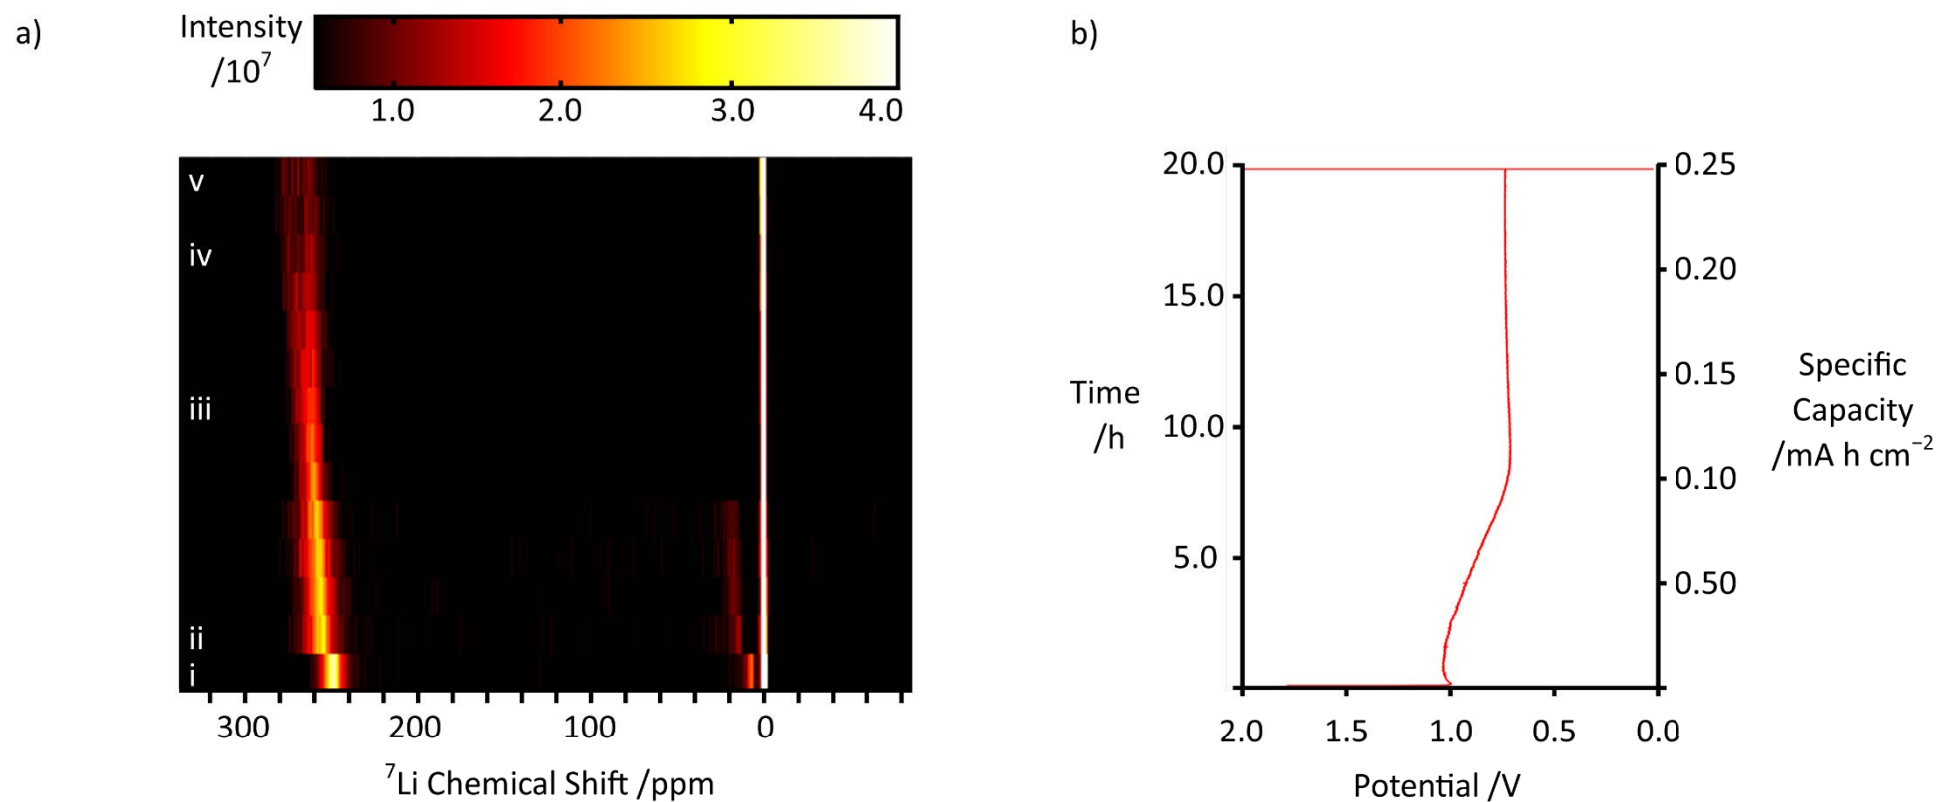 a)
Intensity
/10⁷
1.0 2.0 3.0 4.0
v
iv
iii
ii
i
300 200 100 0
⁷Li Chemical Shift /ppm
b)
20.0
15.0
10.0
5.0
Time
/h
0.25
0.20
0.15
0.10
0.50
Specific
Capacity
/mA h cm⁻²
2.0 1.5 1.0 0.5 0.0
Potential /V